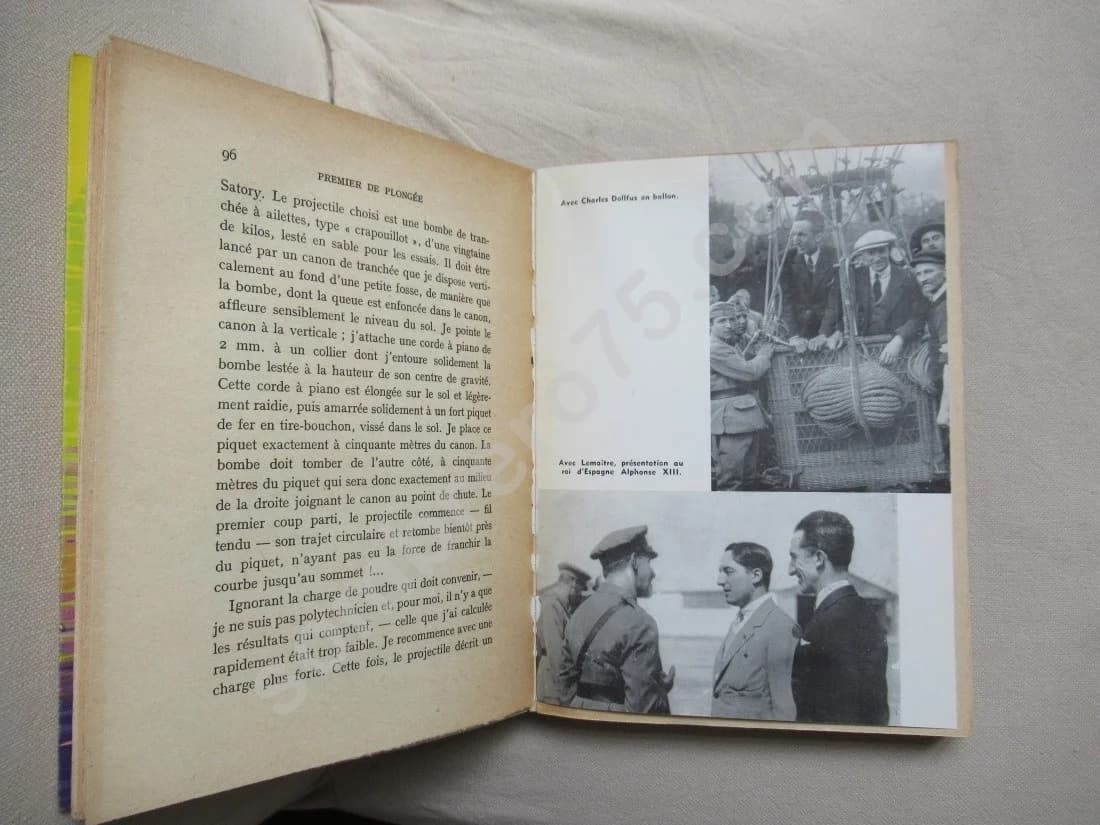 96
PREMIER DE PLONGÉE
Satory. Le projectile choisi est une bombe de tran-
chée à ailettes, type « crapouillot », d'une vingtaine
de kilos, lesté en sable pour les essais. Il doit être
lancé par un canon de tranchée que je dispose verti-
calement au fond d'une petite fosse, de manière que
la bombe, dont la queue est enfoncée dans le canon,
affleure sensiblement le niveau du sol. Je pointe le
canon à la verticale ; j'attache une corde à piano de
2 mm. à un collier dont j'entoure solidement la
bombe lestée à la hauteur de son centre de gravité.
Cette corde à piano est élongée sur le sol et légère-
ment raidie, puis amarrée solidement à un fort piquet
de fer en tire-bouchon, vissé dans le sol. Je place ce
piquet exactement à cinquante mètres du canon. La
bombe doit tomber de l'autre côté, à cinquante
mètres du piquet qui sera donc exactement au milieu
de la droite joignant le canon au point de chute. Le
premier coup parti, le projectile commence — fil
tendu — son trajet circulaire et retombe bientôt près
du piquet, n'ayant pas eu la force de franchir la
courbe jusqu'au sommet !...
Ignorant la charge de poudre qui doit convenir, —
je ne suis pas polytechnicien et, pour moi, il n'y a que
les résultats qui comptent, — celle que j'ai calculée
rapidement était trop faible. Je recommence avec une
charge plus forte. Cette fois, le projectile décrit un
Avec Charles Dollfus en ballon.
Avec Lemaître, présentation au
roi d'Espagne Alphonse XIII.